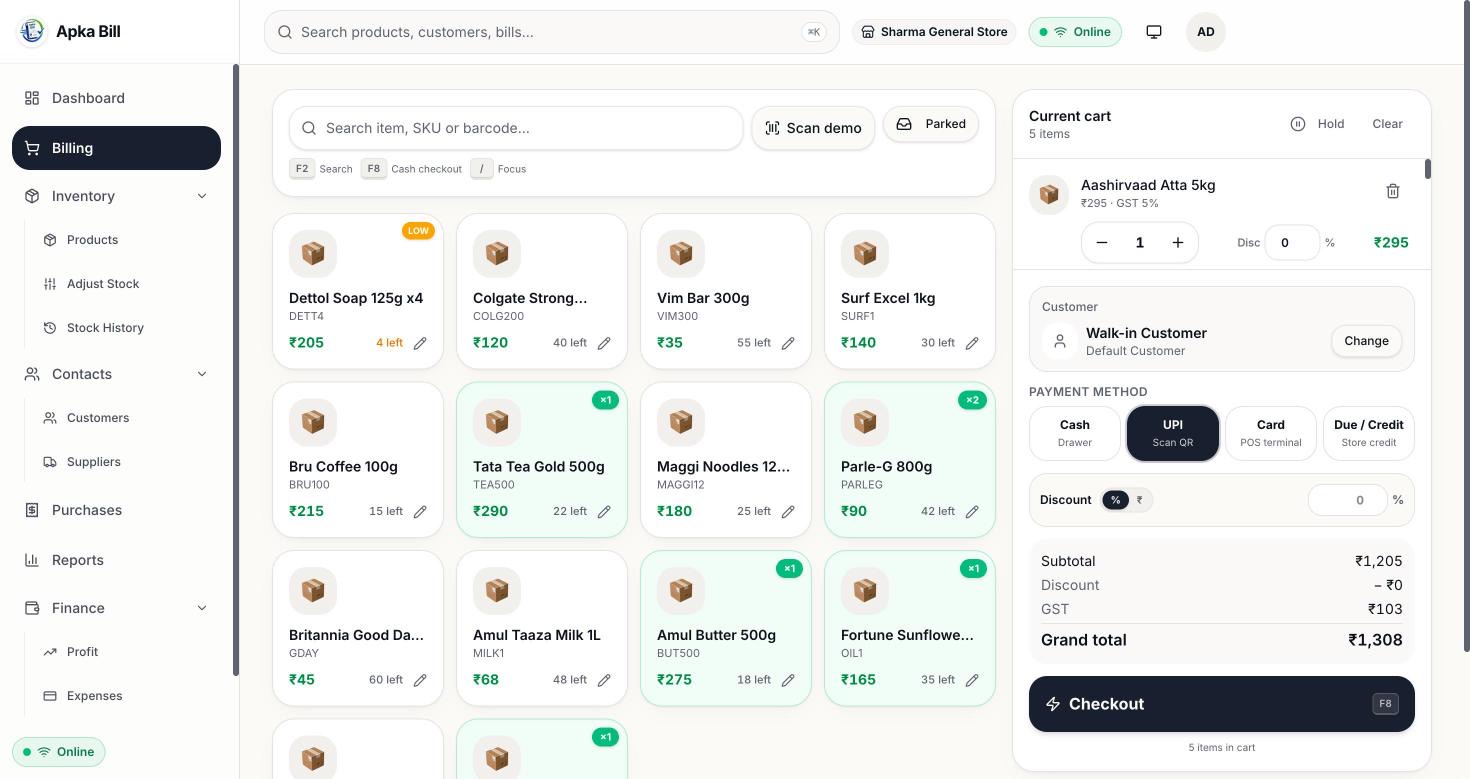 Apka Bill
Search products, customers, bills...
⌘K
Sharma General Store
Online
AD
Dashboard
Billing
Inventory
Products
Adjust Stock
Stock History
Contacts
Customers
Suppliers
Purchases
Reports
Finance
Profit
Expenses
Online
Search item, SKU or barcode...
Scan demo
Parked
F2 Search F8 Cash checkout / Focus
LOW
Dettol Soap 125g x4
DETT4
₹205 4 left
Colgate Strong...
COLG200
₹120 40 left
Vim Bar 300g
VIM300
₹35 55 left
Surf Excel 1kg
SURF1
₹140 30 left
Bru Coffee 100g
BRU100
₹215 15 left
×1
Tata Tea Gold 500g
TEA500
₹290 22 left
Maggi Noodles 12...
MAGGI12
₹180 25 left
×2
Parle-G 800g
PARLEG
₹90 42 left
Britannia Good Da...
GDAY
₹45 60 left
Amul Taaza Milk 1L
MILK1
₹68 48 left
×1
Amul Butter 500g
BUT500
₹275 18 left
×1
Fortune Sunflowe...
OIL1
₹165 35 left
×1
Current cart
5 items
Hold
Clear
Aashirvaad Atta 5kg
₹295 · GST 5%
− 1 + Disc 0 % ₹295
Customer
Walk-in Customer
Default Customer
Change
PAYMENT METHOD
Cash
Drawer
UPI
Scan QR
Card
POS terminal
Due / Credit
Store credit
Discount % ₹ 0 %
Subtotal ₹1,205
Discount − ₹0
GST ₹103
Grand total ₹1,308
Checkout F8
5 items in cart